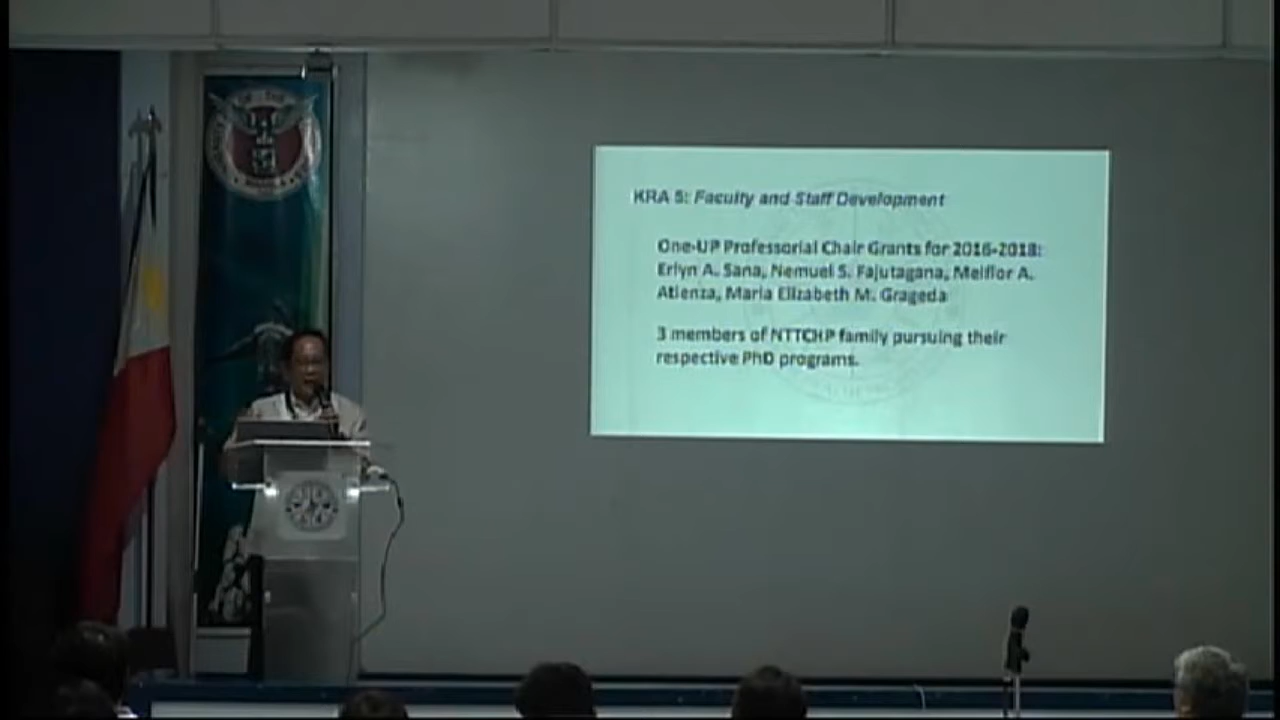 KRA 5: Faculty and Staff Development
One-UP Professorial Chair Grants for 2016-2018:
Erlyn A. Sana, Nemuel S. Fajutagana, Melflor A.
Atienza, Maria Elizabeth M. Grageda
3 members of NTTCHP family pursuing their
respective PhD programs.